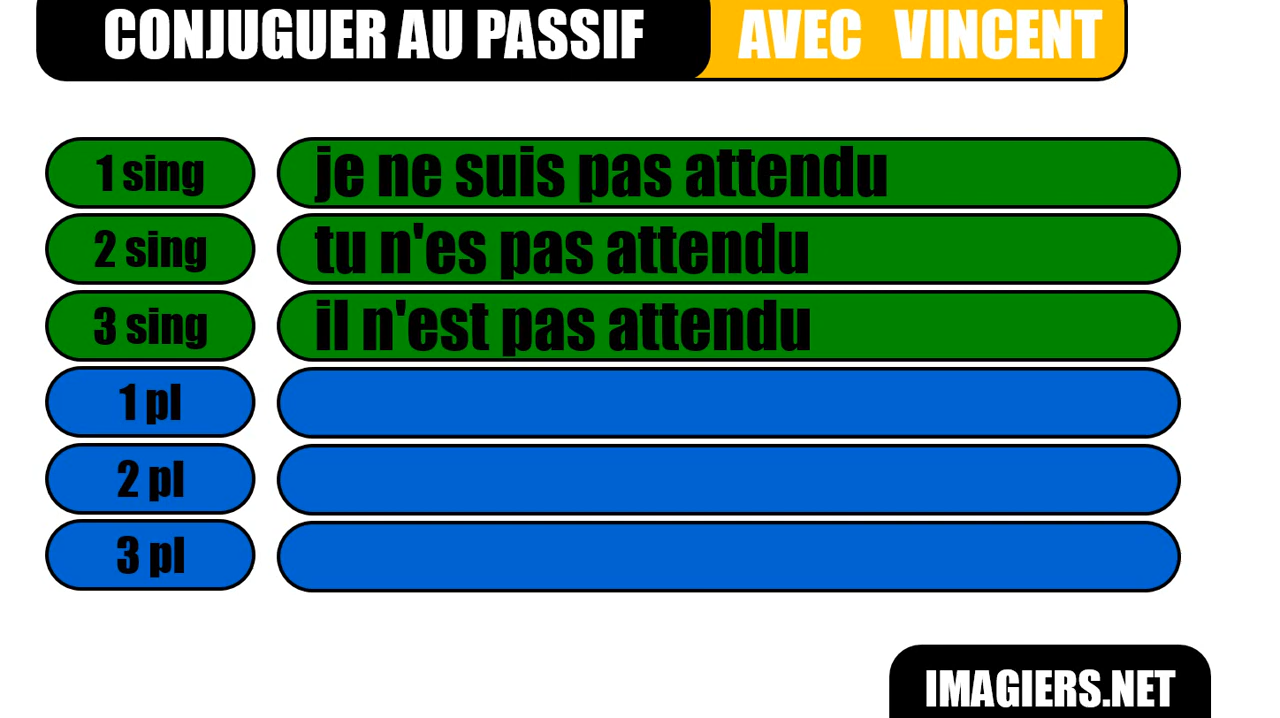 CONJUGUER AU PASSIF AVEC VINCENT
1 sing je ne suis pas attendu
2 sing tu n'es pas attendu
3 sing il n'est pas attendu
1 pl
2 pl
3 pl
IMAGIERS.NET